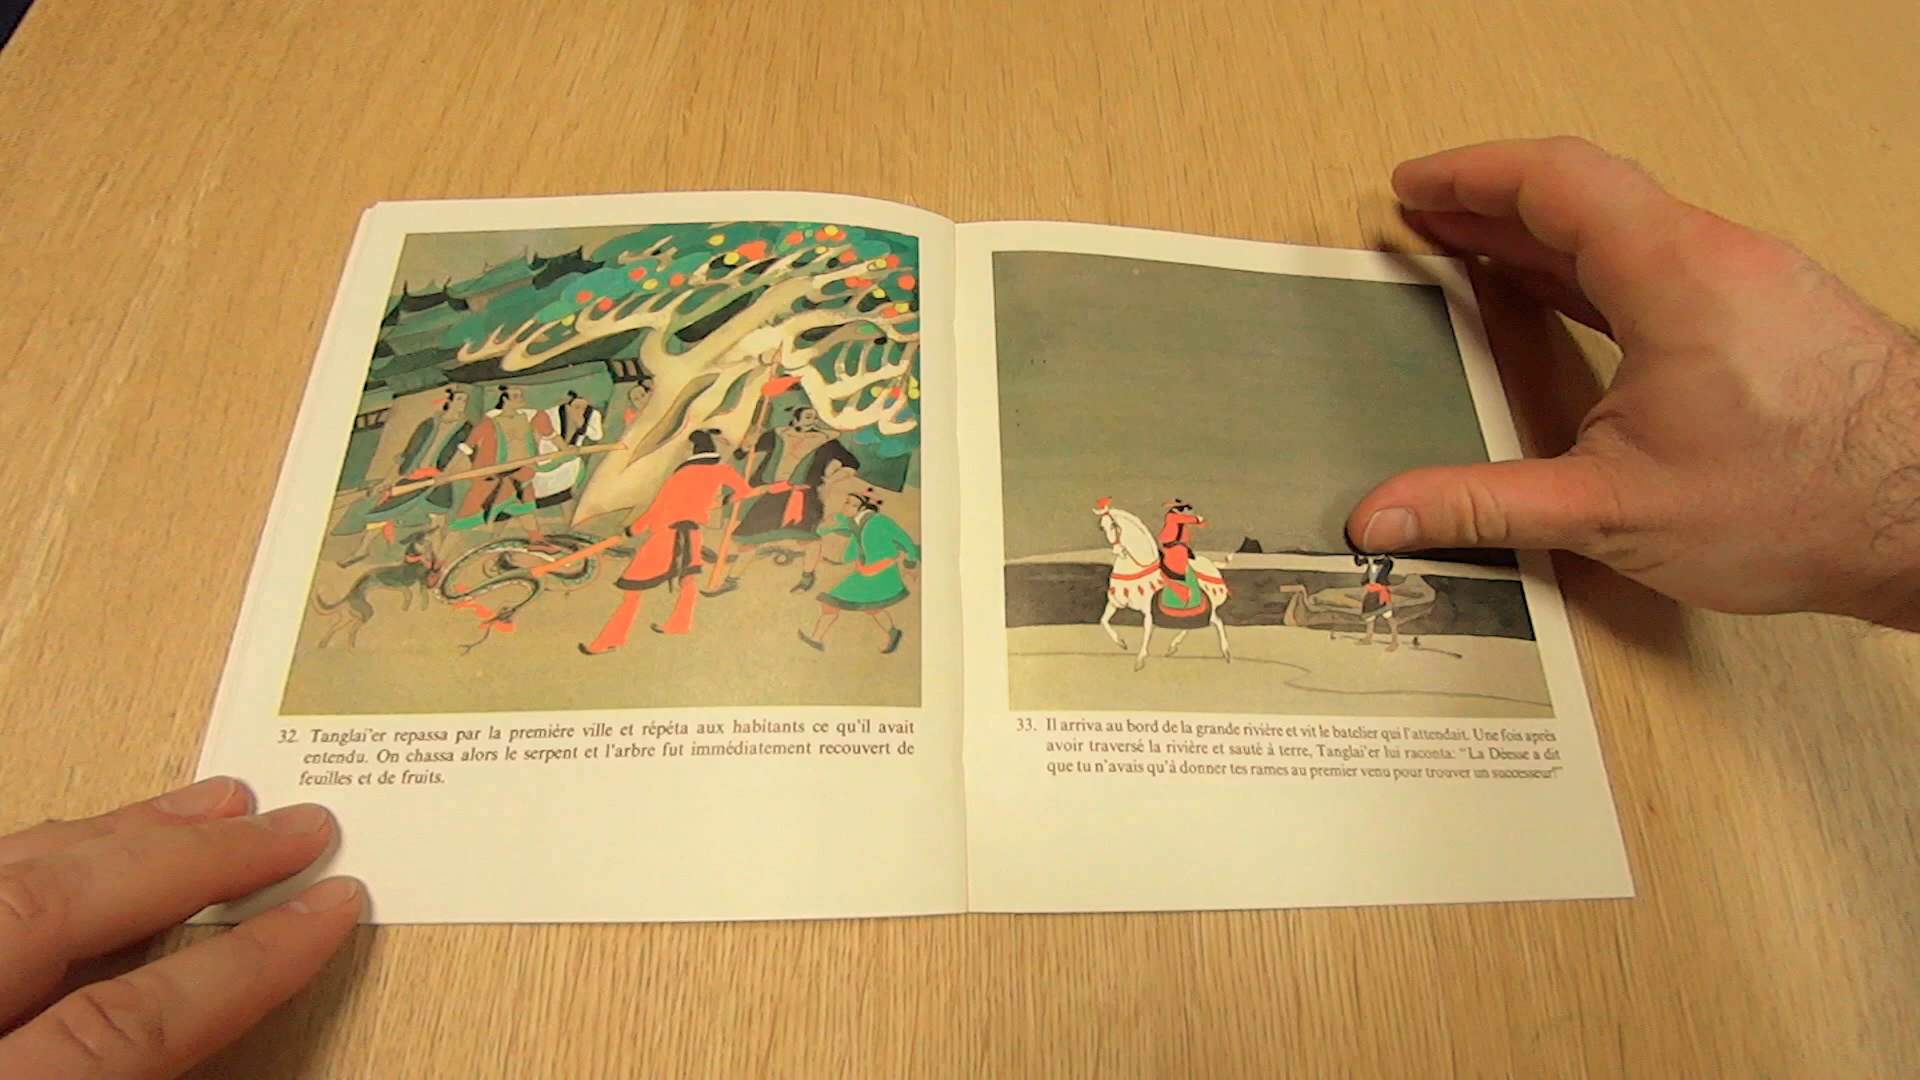 32. Tanglai'er repassa par la première ville et répéta aux habitants ce qu'il avait
entendu. On chassa alors le serpent et l'arbre fut immédiatement recouvert de
feuilles et de fruits.
33. Il arriva au bord de la grande rivière et vit le batelier qui l'attendait. Une fois après
avoir traversé la rivière et sauté à terre, Tanglai'er lui raconta: "La Déesse a dit
que tu n'avais qu'à donner tes rames au premier venu pour trouver un successeur!"